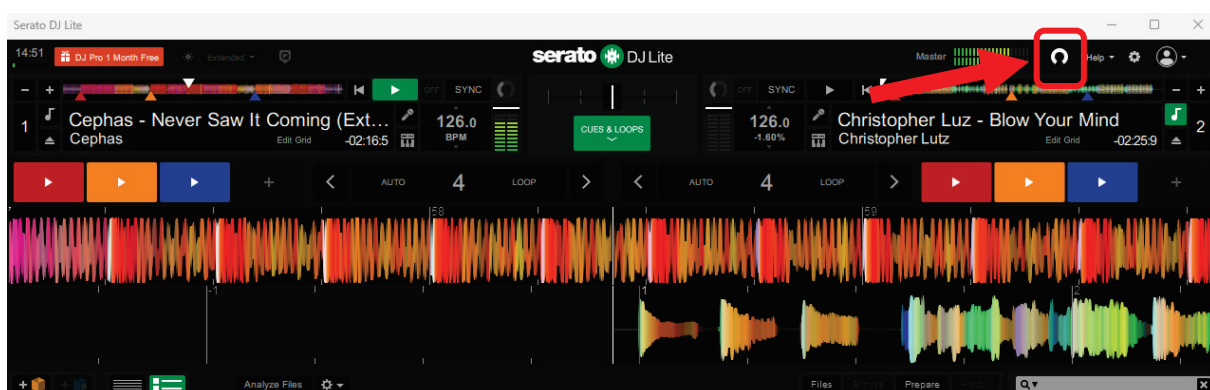 Serato DJ Lite
14:51 DJ Pro 1 Month Free Extended serato DJ Lite Master Help
OFF SYNC OFF SYNC
1 Cephas - Never Saw It Coming (Ext... 126.0 CUES & LOOPS 126.0 Christopher Luz - Blow Your Mind 2
Cephas Edit Grid -02:16:5 BPM -1.60% Christopher Lutz Edit Grid -02:25:9
+ < AUTO 4 LOOP > < AUTO 4 LOOP > +
58 59
-1 1 2
Analyze Files Files Prepare